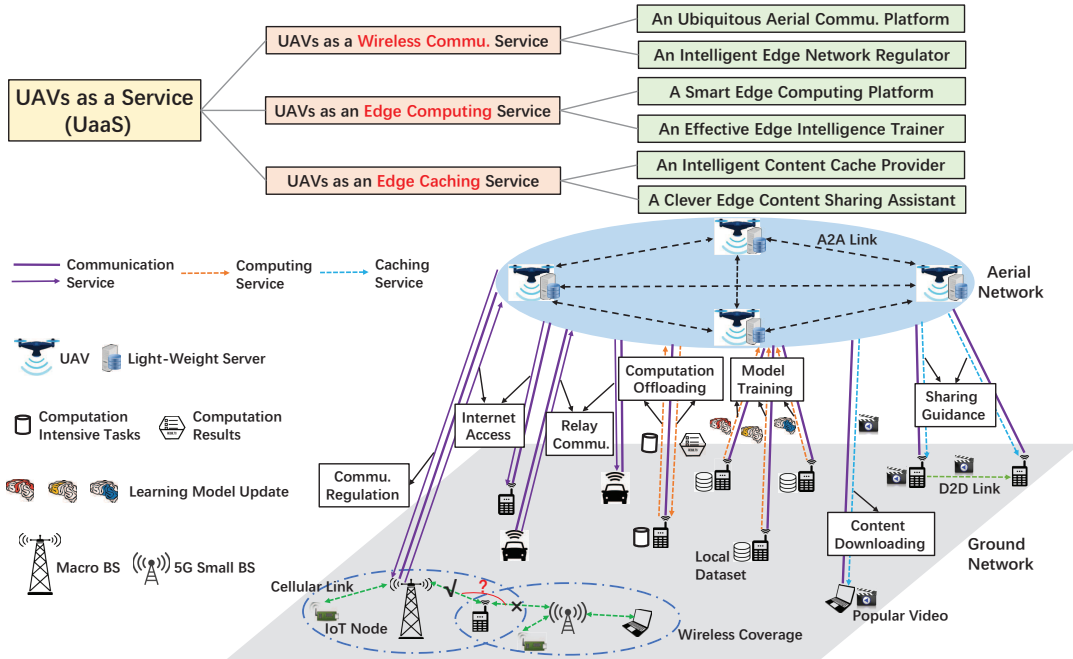 An Ubiquitous Aerial Commu. Platform
UAVs as a Wireless Commu. Service
An Intelligent Edge Network Regulator
UAVs as a Service
(UaaS)
A Smart Edge Computing Platform
UAVs as an Edge Computing Service
An Effective Edge Intelligence Trainer
An Intelligent Content Cache Provider
UAVs as an Edge Caching Service
A Clever Edge Content Sharing Assistant
A2A Link
Communication
Service
Computing
Service
Caching
Service
Aerial
Network
UAV
Light-Weight Server
Computation
Offloading
Model
Training
Sharing
Guidance
Computation
Intensive Tasks
Computation
Results
Internet
Access
Relay
Commu.
Commu.
Regulation
D2D Link
Learning Model Update
Content
Downloading
Ground
Network
Local
Dataset
Macro BS
5G Small BS
Cellular Link
√
?
×
IoT Node
Wireless Coverage
Popular Video